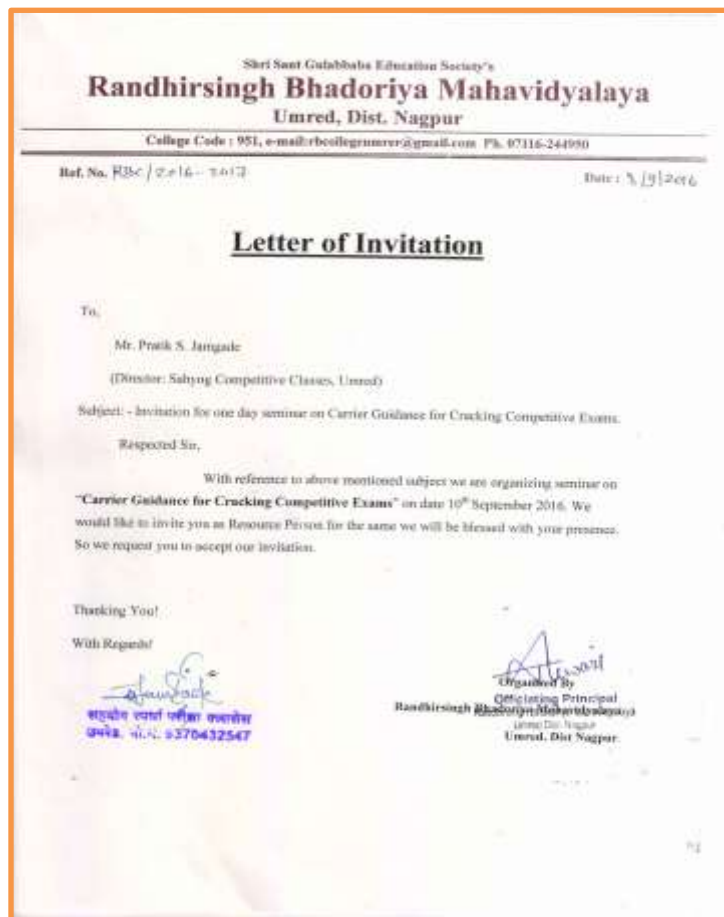 Shri Sant Gulabbaba Education Society's
Randhirsingh Bhadoriya Mahavidyalaya
Umred, Dist. Nagpur
College Code : 951, e-mail:rbcollegeumrer@gmail.com Ph. 07116-244950
Ref. No. RBC/2016-2017
Date : /9/2016
Letter of Invitation
To,
Mr. Pratik S. Jamgade
(Director: Sahyog Competitive Classes, Umred)
Subject: - Invitation for one day seminar on Carrier Guidance for Cracking Competitive Exams.
Respected Sir,
With reference to above mentioned subject we are organizing seminar on
"Carrier Guidance for Cracking Competitive Exams" on date 10th September 2016. We
would like to invite you as Resource Person for the same we will be blessed with your presence.
So we request you to accept our invitation.
Thanking You!
With Regards!
सहयोग स्पर्धा परीक्षा क्लासेस
उमरेड. मो.नं. 9370432547
Organized By
Officiating Principal
Randhirsingh Bhadoriya Mahavidyalaya
Umred Dist. Nagpur
Umred, Dist Nagpur